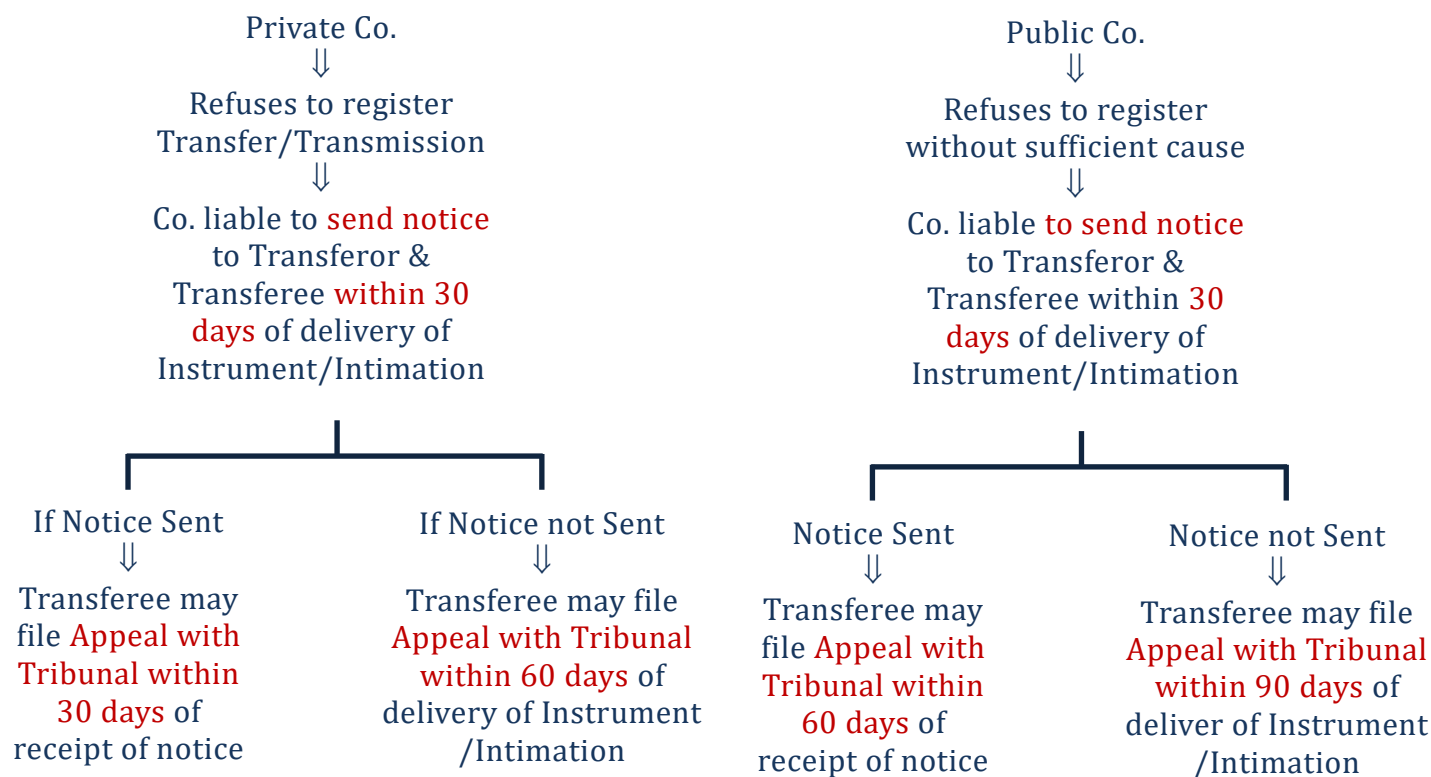 Private Co.
⇓
Refuses to register
Transfer/Transmission
⇓
Co. liable to send notice
to Transferor &
Transferee within 30
days of delivery of
Instrument/Intimation
If Notice Sent
⇓
Transferee may
file Appeal with
Tribunal within
30 days of
receipt of notice
If Notice not Sent
⇓
Transferee may file
Appeal with Tribunal
within 60 days of
delivery of Instrument
/Intimation
Public Co.
⇓
Refuses to register
without sufficient cause
⇓
Co. liable to send notice
to Transferor &
Transferee within 30
days of delivery of
Instrument/Intimation
Notice Sent
⇓
Transferee may
file Appeal with
Tribunal within
60 days of
receipt of notice
Notice not Sent
⇓
Transferee may file
Appeal with Tribunal
within 90 days of
deliver of Instrument
/Intimation